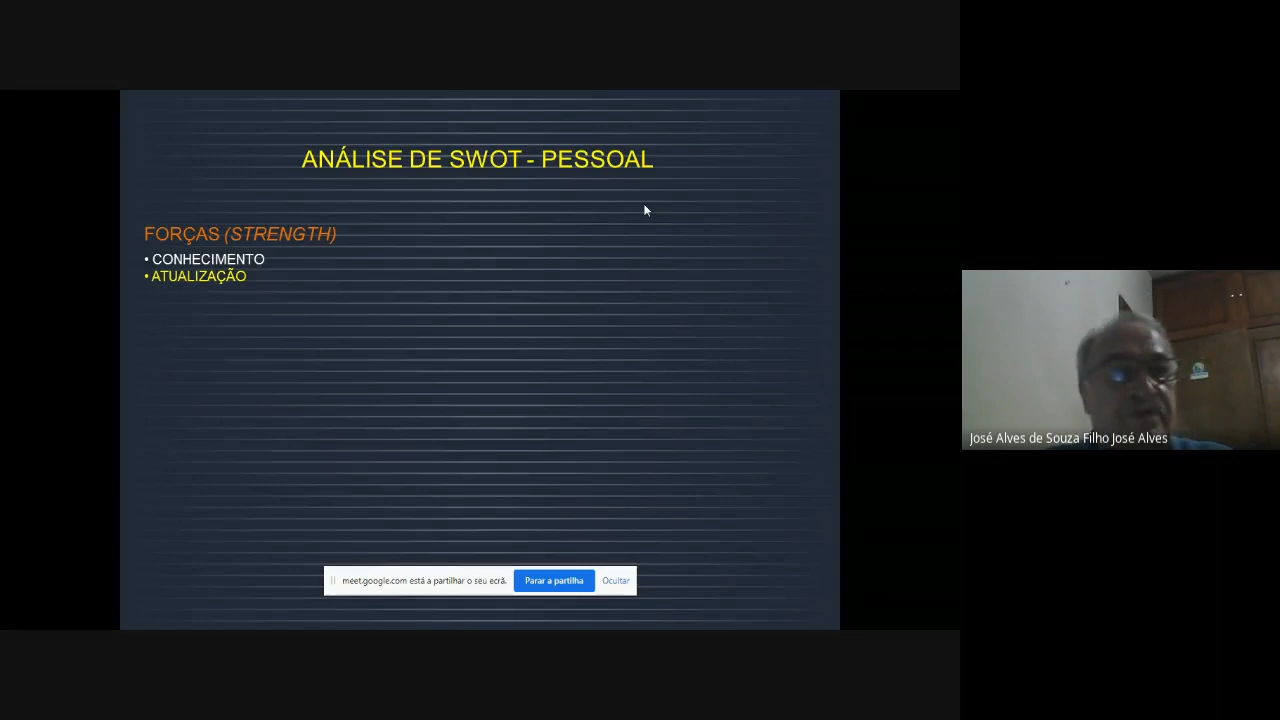 ANÁLISE DE SWOT - PESSOAL
FORÇAS (STRENGTH)
• CONHECIMENTO
• ATUALIZAÇÃO
meet.google.com está a partilhar o seu ecrã. Parar a partilha Ocultar
José Alves de Souza Filho José Alves